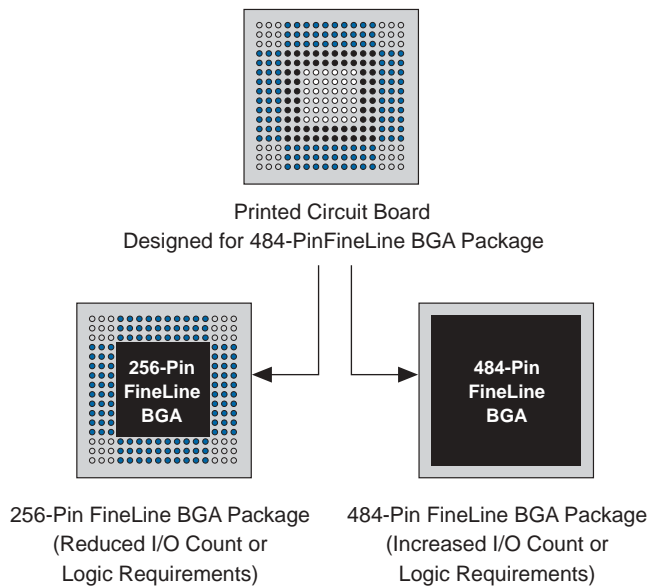 Printed Circuit Board
Designed for 484-PinFineLine BGA Package
256-Pin
FineLine
BGA
484-Pin
FineLine
BGA
256-Pin FineLine BGA Package
(Reduced I/O Count or
Logic Requirements)
484-Pin FineLine BGA Package
(Increased I/O Count or
Logic Requirements)